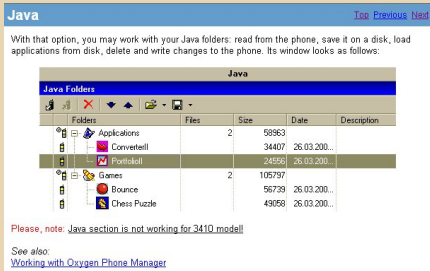 Java
Top Previous Next
With that option, you may work with your Java folders: read from the phone, save it on a disk, load
applications from disk, delete and write changes to the phone. Its window looks as follows:
Java
Java Folders
Folders Files Size Date Description
Applications 2 58963
ConverterII 34407 26.03.200...
PortfolioII 24556 26.03.200...
Games 2 105797
Bounce 56739 26.03.200...
Chess Puzzle 49058 26.03.200...
Please, note: Java section is not working for 3410 model!
See also:
Working with Oxygen Phone Manager